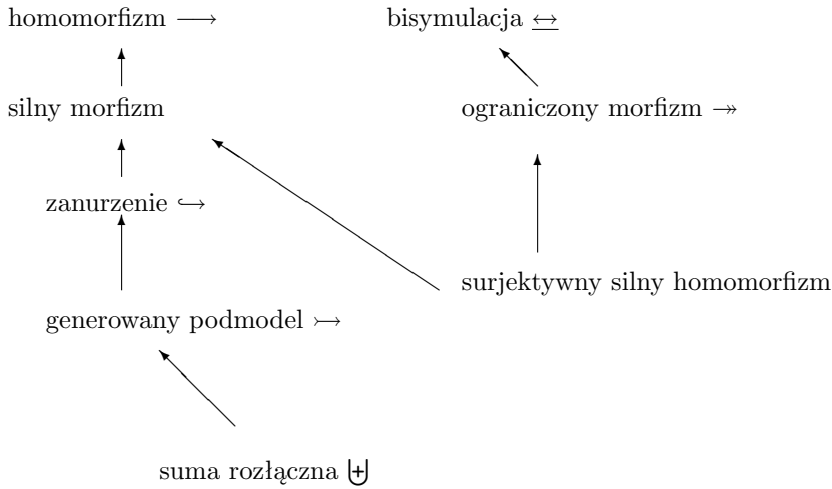 homomorfizm ⟶
bisymulacja ↔
silny morfizm
ograniczony morfizm ↠
zanurzenie ↪
surjektywny silny homomorfizm
generowany podmodel ↣
suma rozłączna ⊎